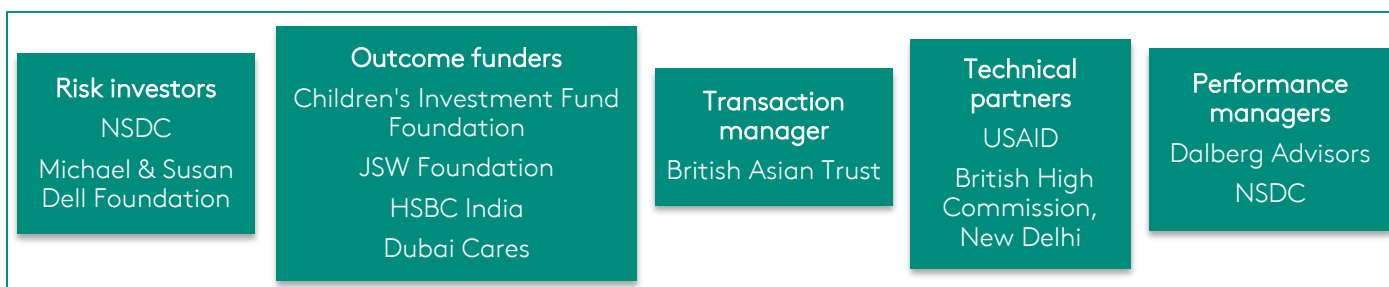 Risk investors
NSDC
Michael & Susan
Dell Foundation
Outcome funders
Children's Investment Fund
Foundation
JSW Foundation
HSBC India
Dubai Cares
Transaction
manager
British Asian Trust
Technical
partners
USAID
British High
Commission,
New Delhi
Performance
managers
Dalberg Advisors
NSDC